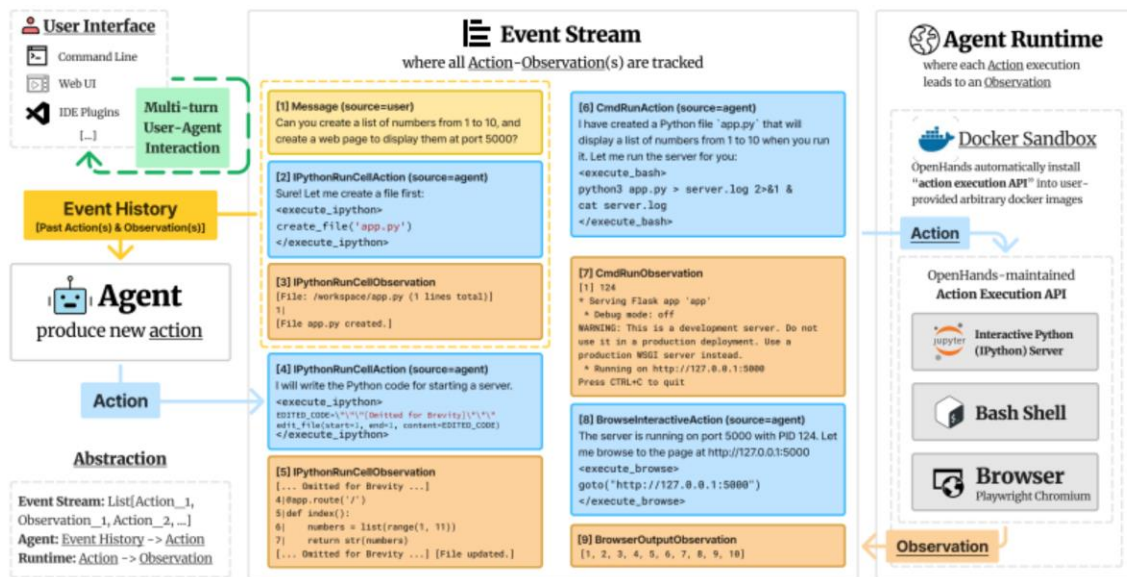 User Interface
Command Line
Web UI
IDE Plugins
[...]
Multi-turn
User-Agent
Interaction
Event History
[Past Action(s) & Observation(s)]
Agent
produce new action
Action
Abstraction
Event Stream: List[Action_1,
Observation_1, Action_2, ...]
Agent: Event History -> Action
Runtime: Action -> Observation
Event Stream
where all Action-Observation(s) are tracked
[1] Message (source=user)
Can you create a list of numbers from 1 to 10, and
create a web page to display them at port 5000?
[2] IPythonRunCellAction (source=agent)
Sure! Let me create a file first:
<execute_ipython>
create_file('app.py')
</execute_ipython>
[3] IPythonRunCellObservation
[File: /workspace/app.py (1 lines total)]
1|
[File app.py created.]
[4] IPythonRunCellAction (source=agent)
I will write the Python code for starting a server.
<execute_ipython>
EDITED_CODE=\"\"\"[Omitted for Brevity]\"\"\"
edit_file(start=1, end=1, content=EDITED_CODE)
</execute_ipython>
[5] IPythonRunCellObservation
[... Omitted for Brevity ...]
4|@app.route('/')
5|def index():
6|    numbers = list(range(1, 11))
7|    return str(numbers)
[... Omitted for Brevity ...] [File updated.]
[6] CmdRunAction (source=agent)
I have created a Python file `app.py` that will
display a list of numbers from 1 to 10 when you run
it. Let me run the server for you:
<execute_bash>
python3 app.py > server.log 2>&1 &
cat server.log
</execute_bash>
[7] CmdRunObservation
[1] 124
* Serving Flask app 'app'
* Debug mode: off
WARNING: This is a development server. Do not
use it in a production deployment. Use a
production WSGI server instead.
* Running on http://127.0.0.1:5000
Press CTRL+C to quit
[8] BrowseInteractiveAction (source=agent)
The server is running on port 5000 with PID 124. Let
me browse to the page at http://127.0.0.1:5000
<execute_browse>
goto("http://127.0.0.1:5000")
</execute_browse>
[9] BrowserOutputObservation
[1, 2, 3, 4, 5, 6, 7, 8, 9, 10]
Agent Runtime
where each Action execution
leads to an Observation
Docker Sandbox
OpenHands automatically install
"action execution API" into user-
provided arbitrary docker images
Action
OpenHands-maintained
Action Execution API
jupyter
Interactive Python
(IPython) Server
Bash Shell
Browser
Playwright Chromium
Observation